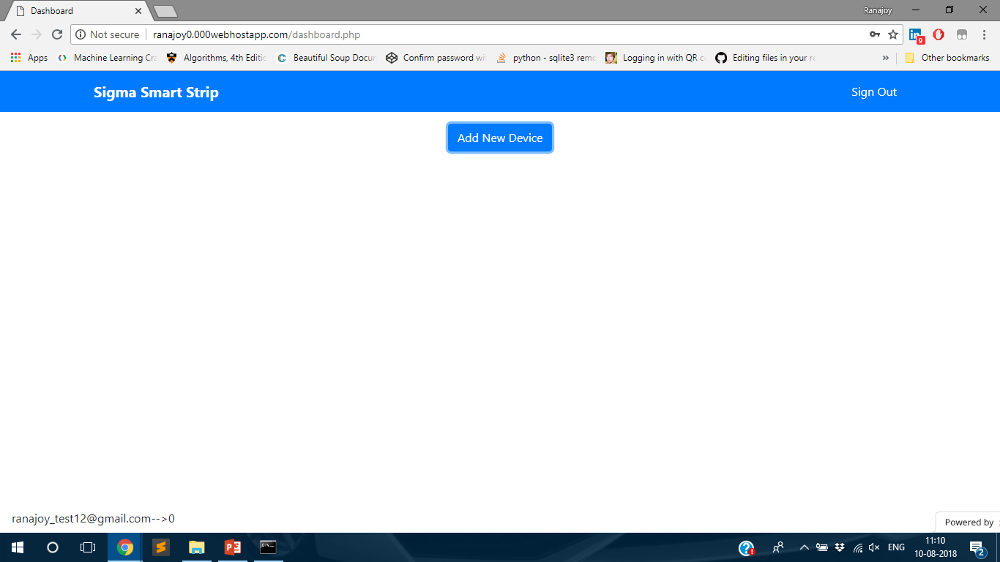 Dashboard
Ranajoy
Not secure
ranajoy0.000webhostapp.com/dashboard.php
9
Apps
Machine Learning Cra
Algorithms, 4th Editic
Beautiful Soup Docur
Confirm password wi
python - sqlite3 remo
Logging in with QR c
Editing files in your re
»
Other bookmarks
Sigma Smart Strip
Sign Out
Add New Device
ranajoy_test12@gmail.com-->0
Powered by
ENG
11:10
10-08-2018
2